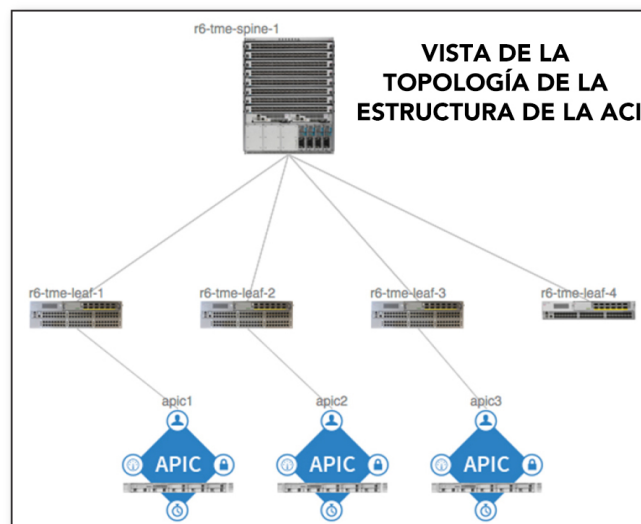 r6-tme-spine-1
VISTA DE LA
TOPOLOGÍA DE LA
ESTRUCTURA DE LA ACI
r6-tme-leaf-1
r6-tme-leaf-2
r6-tme-leaf-3
r6-tme-leaf-4
apic1
apic2
apic3
APIC
APIC
APIC